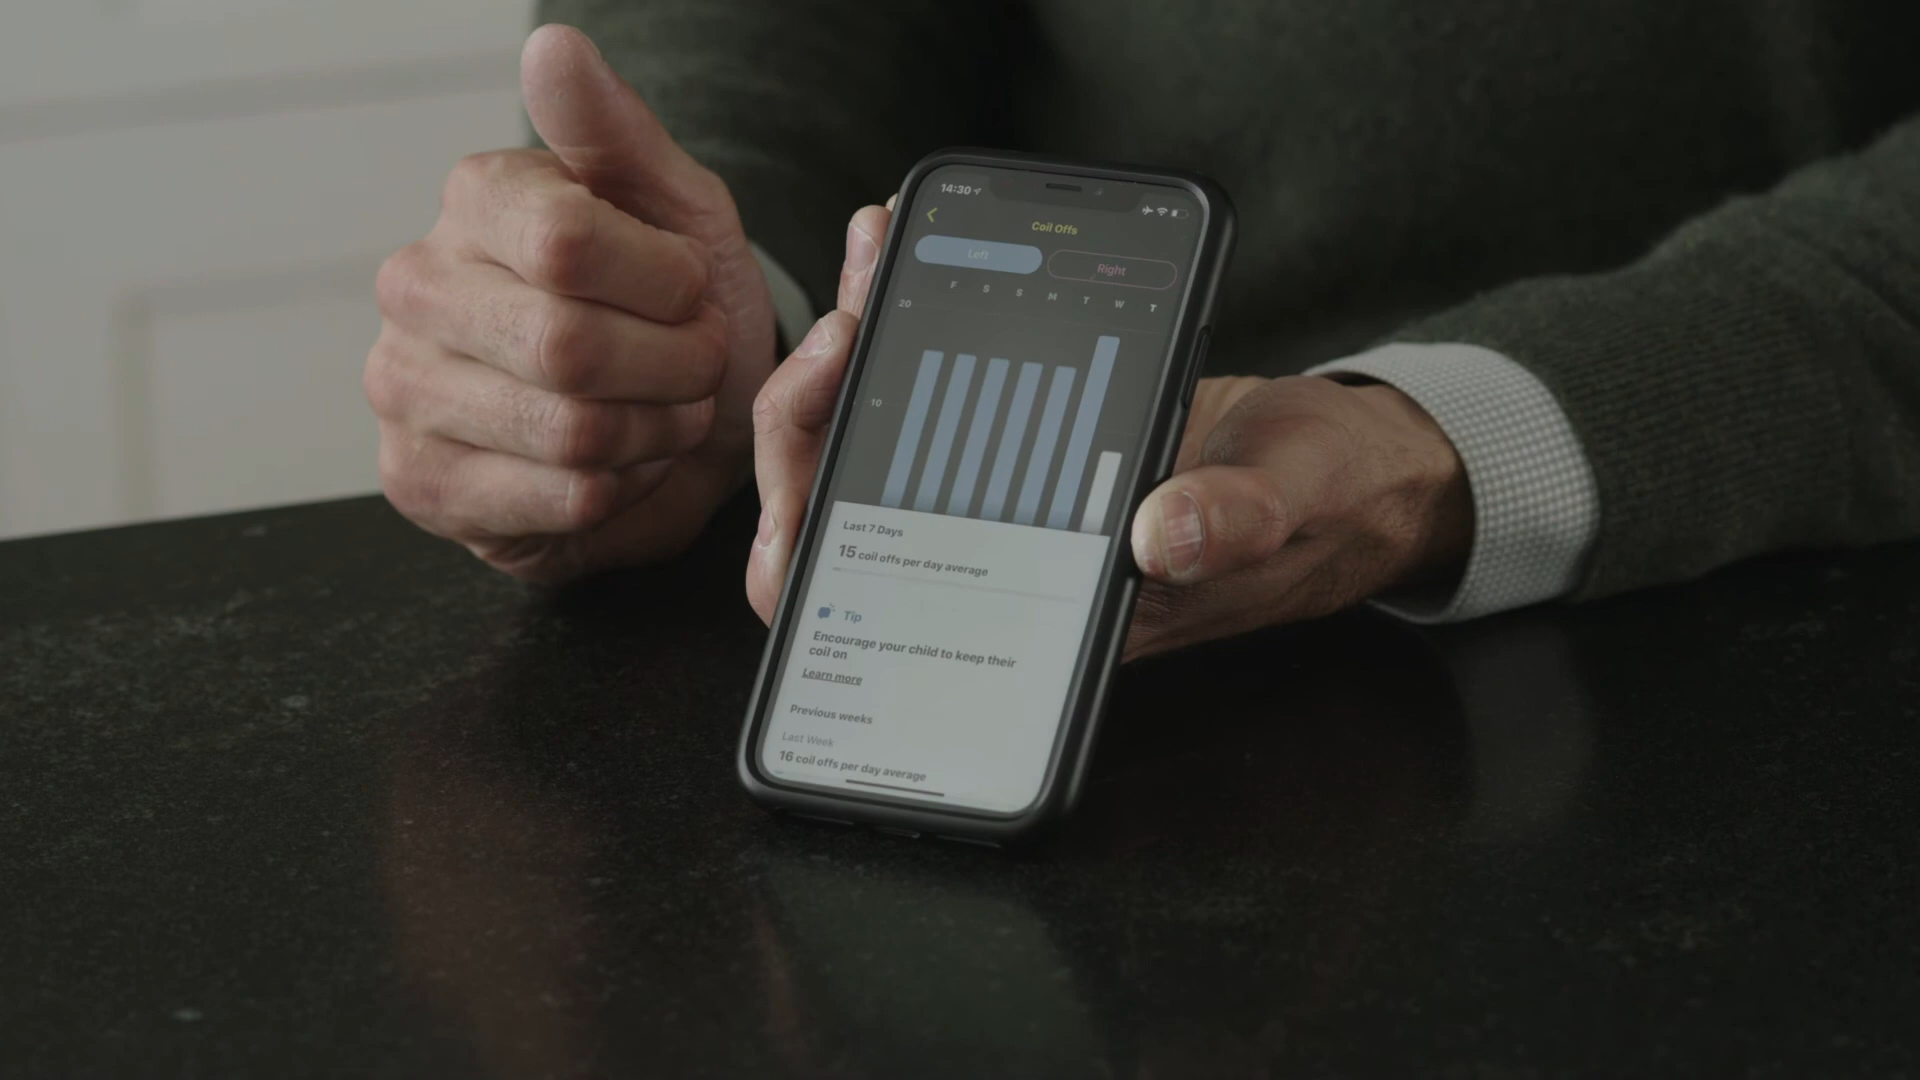 14:30
Coil Offs
Left Right
F S S M T W T
20
10
Last 7 Days
15 coil offs per day average
Tip
Encourage your child to keep their
coil on
Learn more
Previous weeks
Last Week
16 coil offs per day average